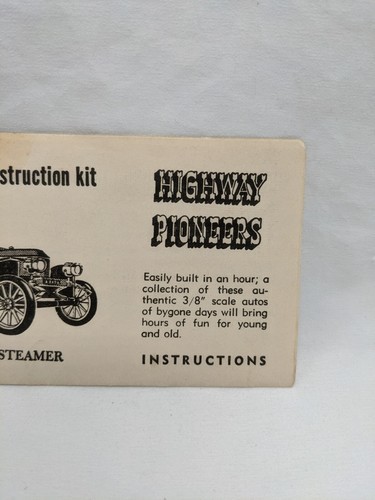 struction kit
HIGHWAY
PIONEERS
Easily built in an hour; a
collection of these au-
thentic 3/8" scale autos
of bygone days will bring
hours of fun for young
and old.
STEAMER
INSTRUCTIONS